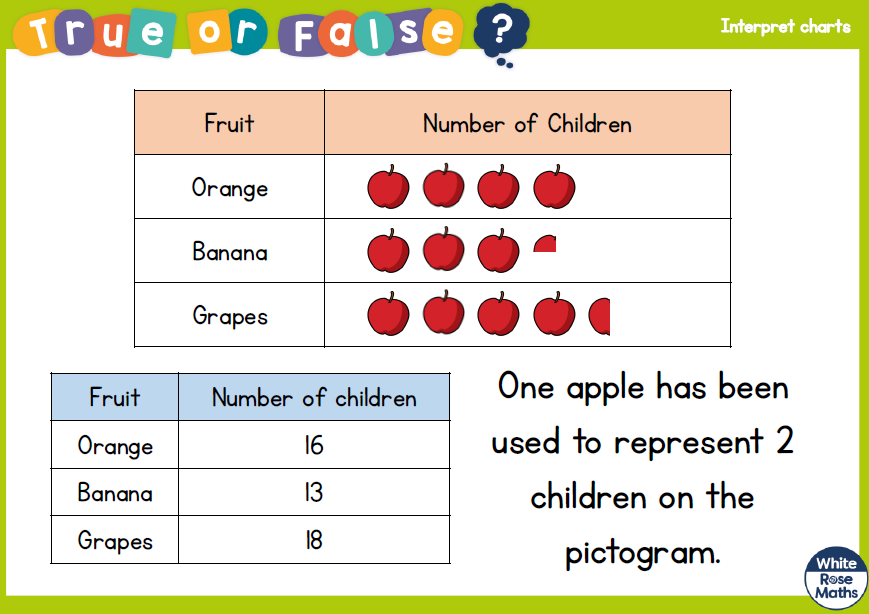 True or False ?
Interpret charts
Fruit Number of Children
Orange
Banana
Grapes
Fruit Number of children
Orange 16
Banana 13
Grapes 18
One apple has been
used to represent 2
children on the
pictogram.
White
Rose
Maths